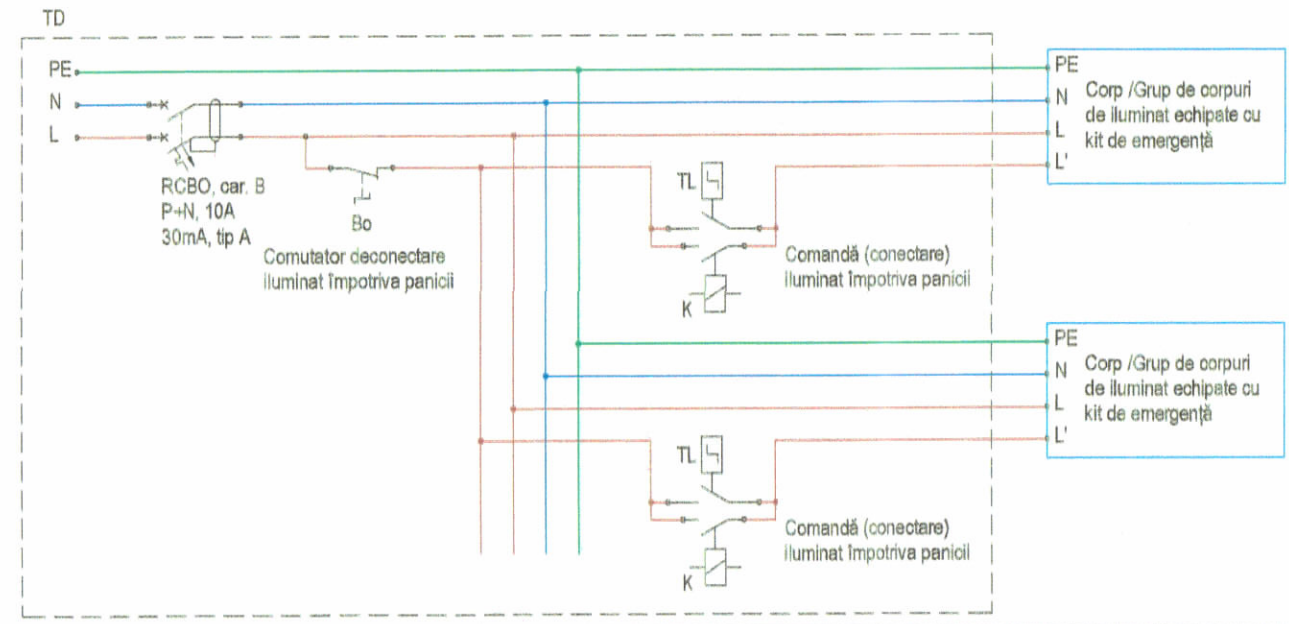 TD
PE
N
L
RCBO, car. B
P+N, 10A
30mA, tip A
Bo
Comutator deconectare
iluminat împotriva panicii
TL
K
Comandă (conectare)
iluminat împotriva panicii
PE
N
L
L'
Corp /Grup de corpuri
de iluminat echipate cu
kit de emergență
TL
K
Comandă (conectare)
iluminat împotriva panicii
PE
N
L
L'
Corp /Grup de corpuri
de iluminat echipate cu
kit de emergență